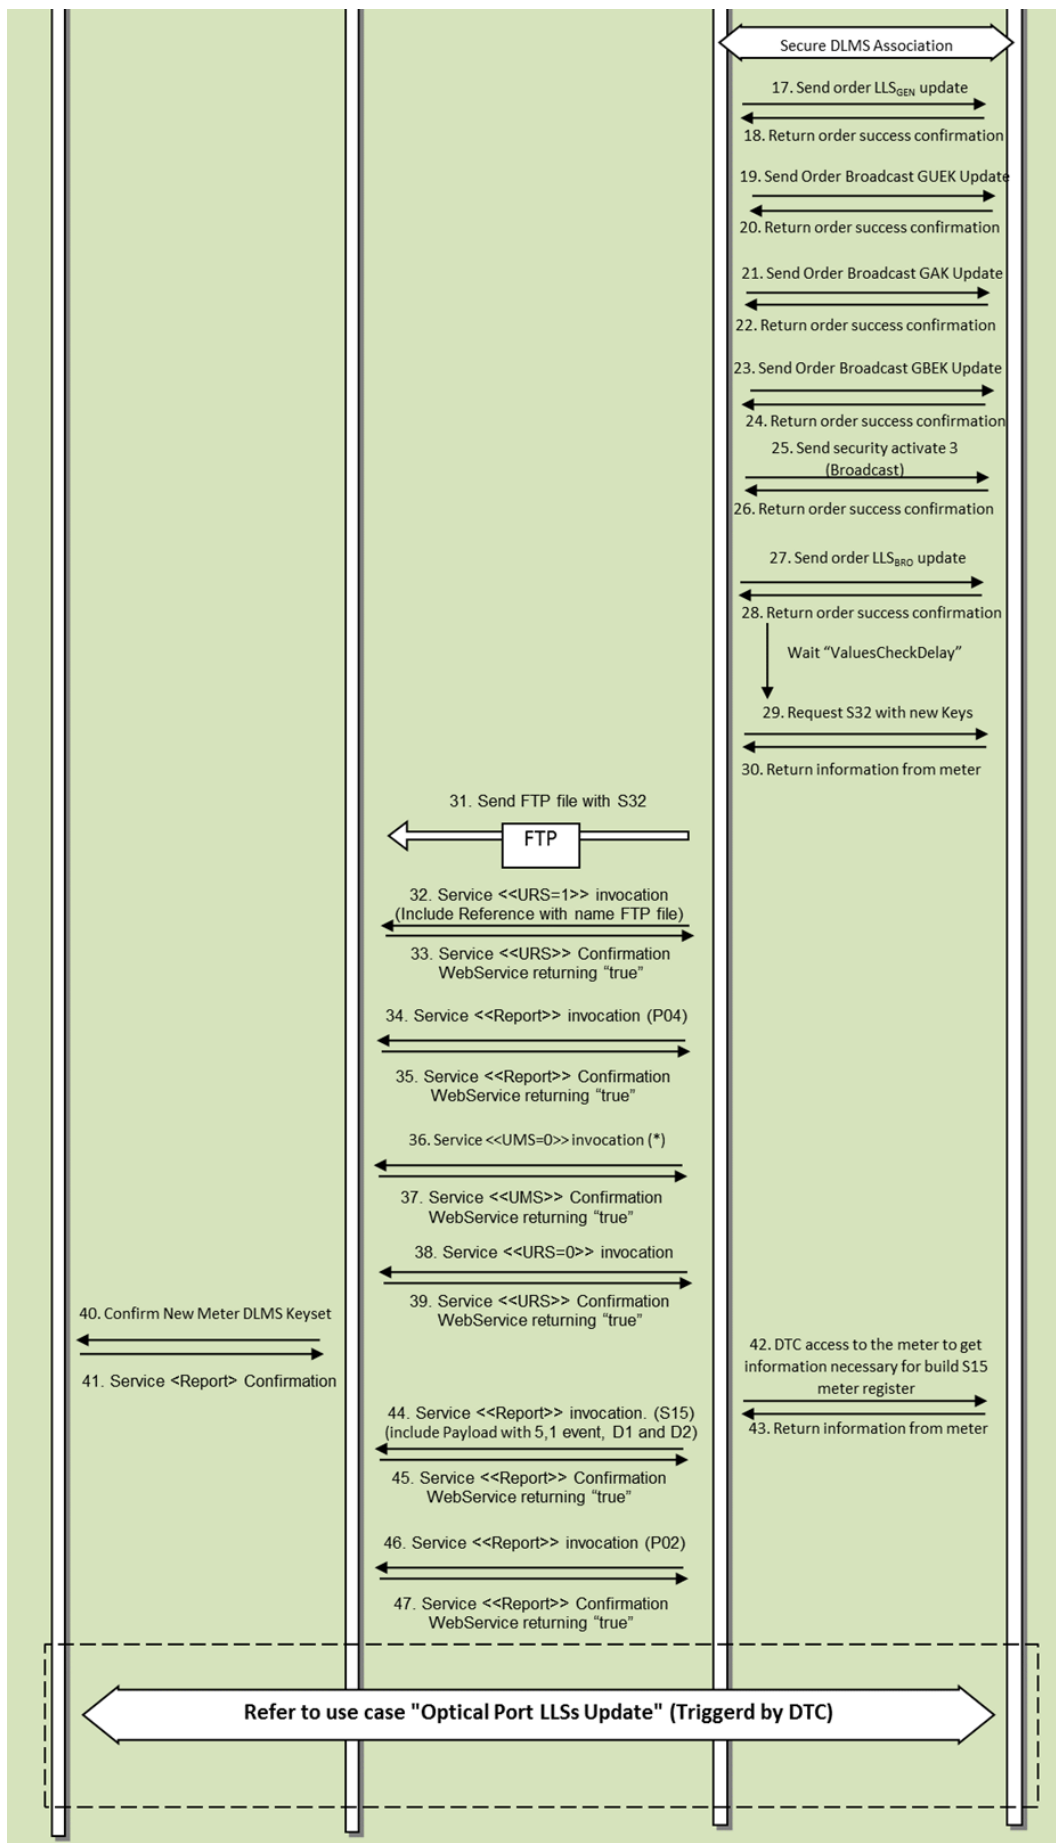 Secure DLMS Association
17. Send order LLSGEN update
18. Return order success confirmation
19. Send Order Broadcast GUEK Update
20. Return order success confirmation
21. Send Order Broadcast GAK Update
22. Return order success confirmation
23. Send Order Broadcast GBEK Update
24. Return order success confirmation
25. Send security activate 3
(Broadcast)
26. Return order success confirmation
27. Send order LLSBRO update
28. Return order success confirmation
Wait “ValuesCheckDelay”
29. Request S32 with new Keys
30. Return information from meter
31. Send FTP file with S32
FTP
32. Service <<URS=1>> invocation
(Include Reference with name FTP file)
33. Service <<URS>> Confirmation
WebService returning “true”
34. Service <<Report>> invocation (P04)
35. Service <<Report>> Confirmation
WebService returning “true”
36. Service <<UMS=0>> invocation (*)
37. Service <<UMS>> Confirmation
WebService returning “true”
38. Service <<URS=0>> invocation
39. Service <<URS>> Confirmation
WebService returning “true”
40. Confirm New Meter DLMS Keyset
41. Service <Report> Confirmation
42. DTC access to the meter to get
information necessary for build S15
meter register
43. Return information from meter
44. Service <<Report>> invocation. (S15)
(include Payload with 5,1 event, D1 and D2)
45. Service <<Report>> Confirmation
WebService returning “true”
46. Service <<Report>> invocation (P02)
47. Service <<Report>> Confirmation
WebService returning “true”
Refer to use case "Optical Port LLSs Update" (Triggerd by DTC)